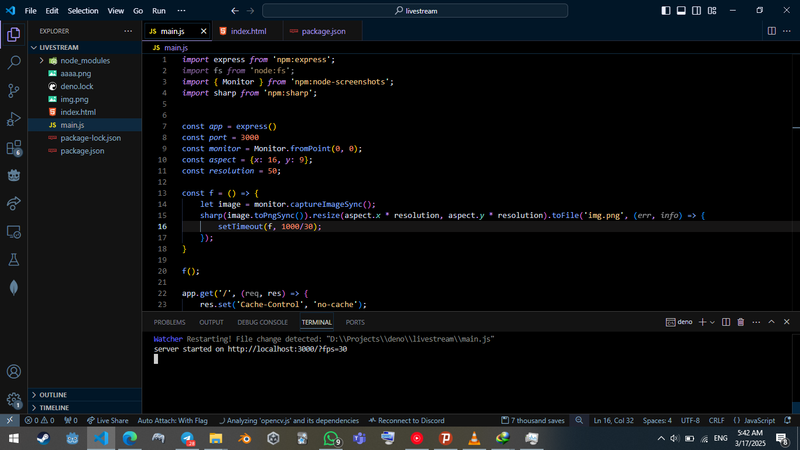 File Edit Selection View Go Run ···
livestream
EXPLORER ···
LIVESTREAM
node_modules
aaaa.png
deno.lock
img.png
index.html
JS main.js
package-lock.json
package.json
OUTLINE
TIMELINE
JS main.js
index.html
package.json
JS main.js
1 import express from 'npm:express';
2 import fs from 'node:fs';
3 import { Monitor } from 'npm:node-screenshots';
4 import sharp from 'npm:sharp';
5
6
7 const app = express()
8 const port = 3000
9 const monitor = Monitor.fromPoint(0, 0);
10 const aspect = {x: 16, y: 9};
11 const resolution = 50;
12
13 const f = () => {
14 let image = monitor.captureImageSync();
15 sharp(image.toPngSync()).resize(aspect.x * resolution, aspect.y * resolution).toFile('img.png', (err, info) => {
16 setTimeout(f, 1000/30);
17 });
18 }
19
20 f();
21
22 app.get('/', (req, res) => {
23 res.set('Cache-Control', 'no-cache');
PROBLEMS OUTPUT DEBUG CONSOLE TERMINAL PORTS
deno
Watcher Restarting! File change detected: "D:\\Projects\\deno\\livestream\\main.js"
server started on http://localhost:3000/?fps=30
0 0 0 Live Share Auto Attach: With Flag Analyzing 'opencv.js' and its dependencies Reconnect to Discord 7 thousand saves Ln 16, Col 32 Spaces: 4 UTF-8 CRLF {} JavaScript
ENG 5:42 AM
3/17/2025